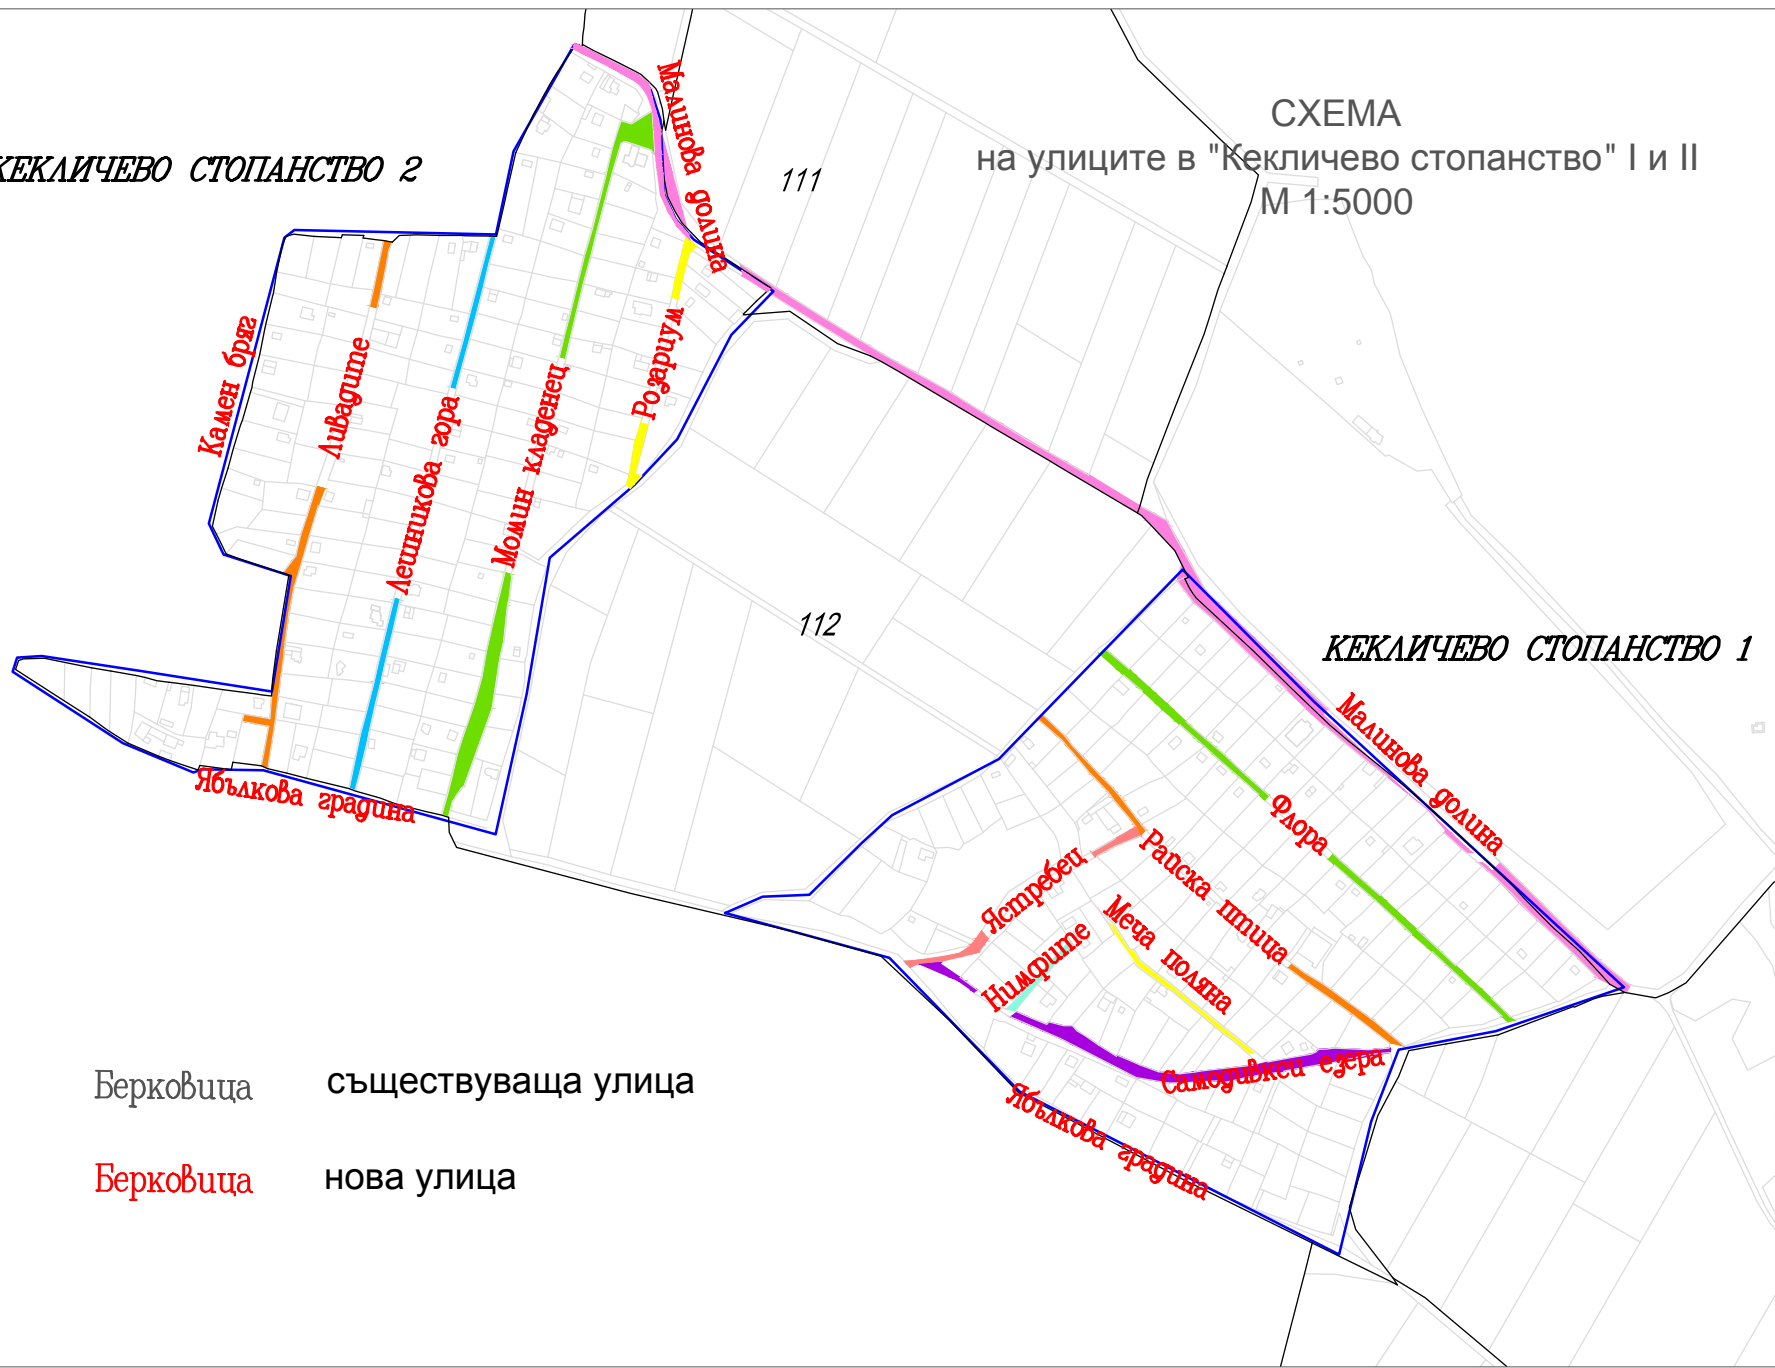 СХЕМА
на улиците в "Кекличево стопанство" I и II
М 1:5000
КЕКЛИЧЕВО СТОПАНСТВО 2
Малинова долина
111
Камен бряг
Ливадите
Лешникова гора
Момин кладенец
Розариум
Ябълкова градина
112
КЕКЛИЧЕВО СТОПАНСТВО 1
Малинова долина
Флора
Райска птица
Ястребец
Меча поляна
Нимфите
Самодивкси езера
Ябълкова градина
Берковица съществуваща улица
Берковица нова улица